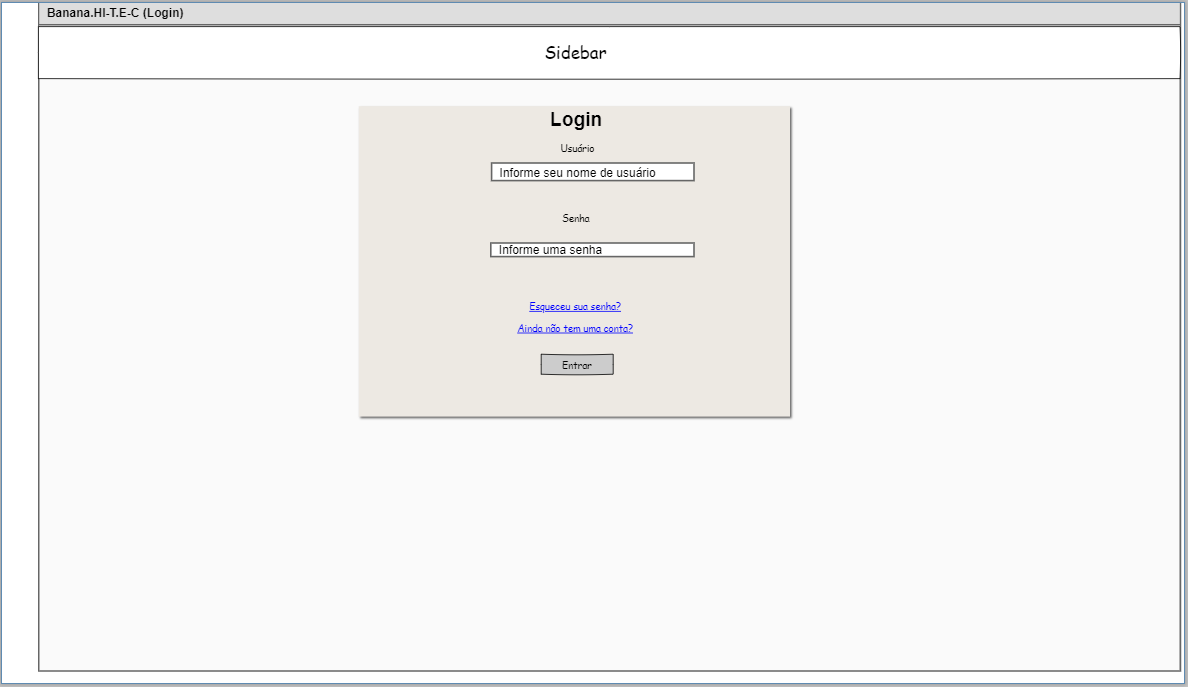 Banana.HI-T.E-C (Login)
Sidebar
Login
Usuário
Informe seu nome de usuário
Senha
Informe uma senha
Esqueceu sua senha?
Ainda não tem uma conta?
Entrar